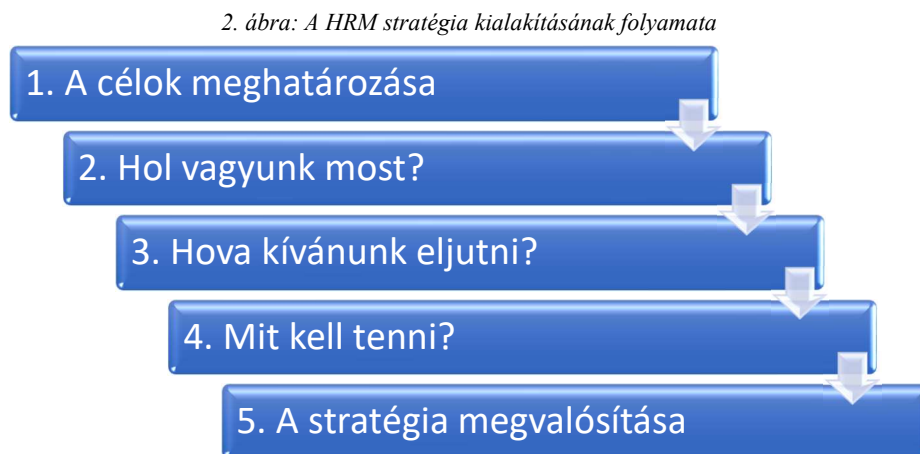 2. ábra: A HRM stratégia kialakításának folyamata
1. A célok meghatározása
2. Hol vagyunk most?
3. Hova kívánunk eljutni?
4. Mit kell tenni?
5. A stratégia megvalósítása